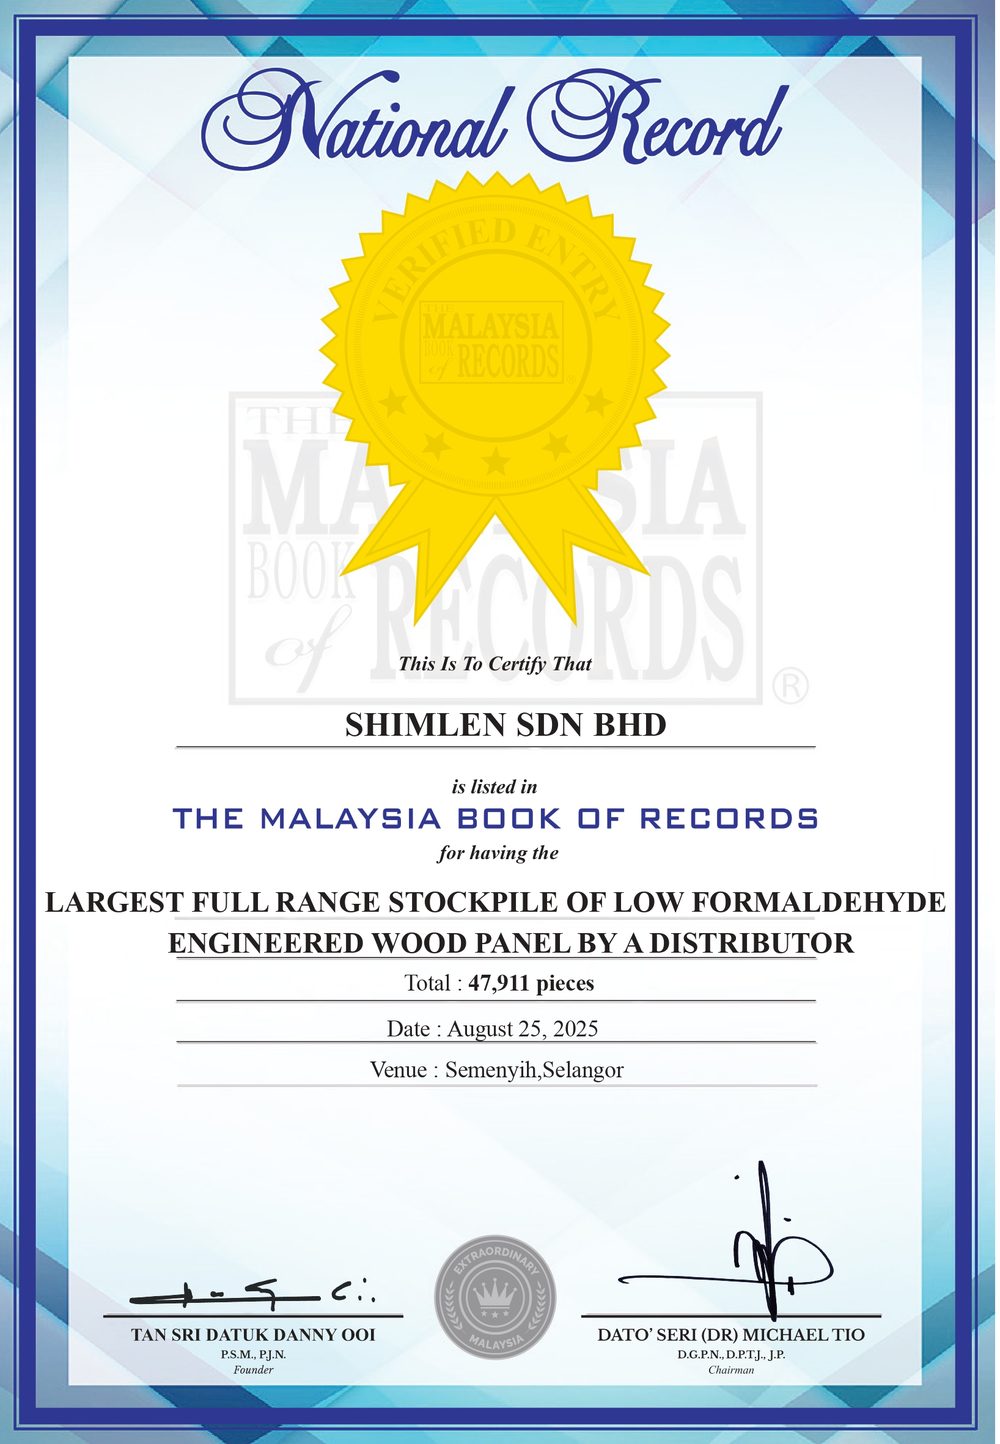 National Record
VERIFIED ENTRY
THE
MALAYSIA
BOOK
of RECORDS
®
THE
MALAYSIA
BOOK
of RECORDS
®
This Is To Certify That
SHIMLEN SDN BHD
is listed in
THE MALAYSIA BOOK OF RECORDS
for having the
LARGEST FULL RANGE STOCKPILE OF LOW FORMALDEHYDE
ENGINEERED WOOD PANEL BY A DISTRIBUTOR
Total : 47,911 pieces
Date : August 25, 2025
Venue : Semenyih,Selangor
EXTRAORDINARY
MALAYSIA
TAN SRI DATUK DANNY OOI
P.S.M., P.J.N.
Founder
DATO’ SERI (DR) MICHAEL TIO
D.G.P.N., D.P.T.J., J.P.
Chairman